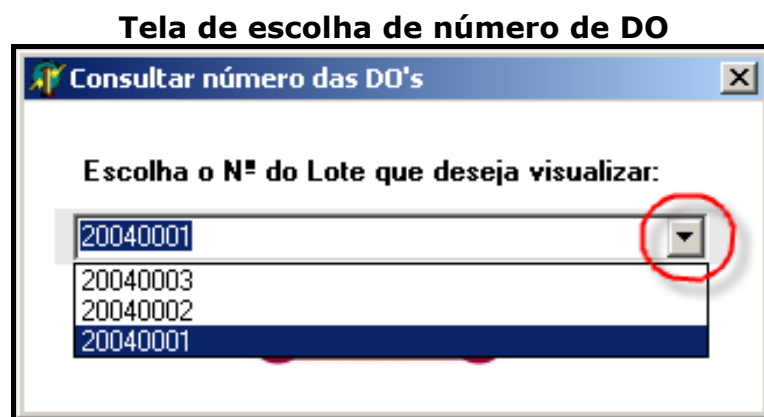 Tela de escolha de número de DO
Consultar número das DO's
Escolha o Nº do Lote que deseja visualizar:
20040001
20040003
20040002
20040001